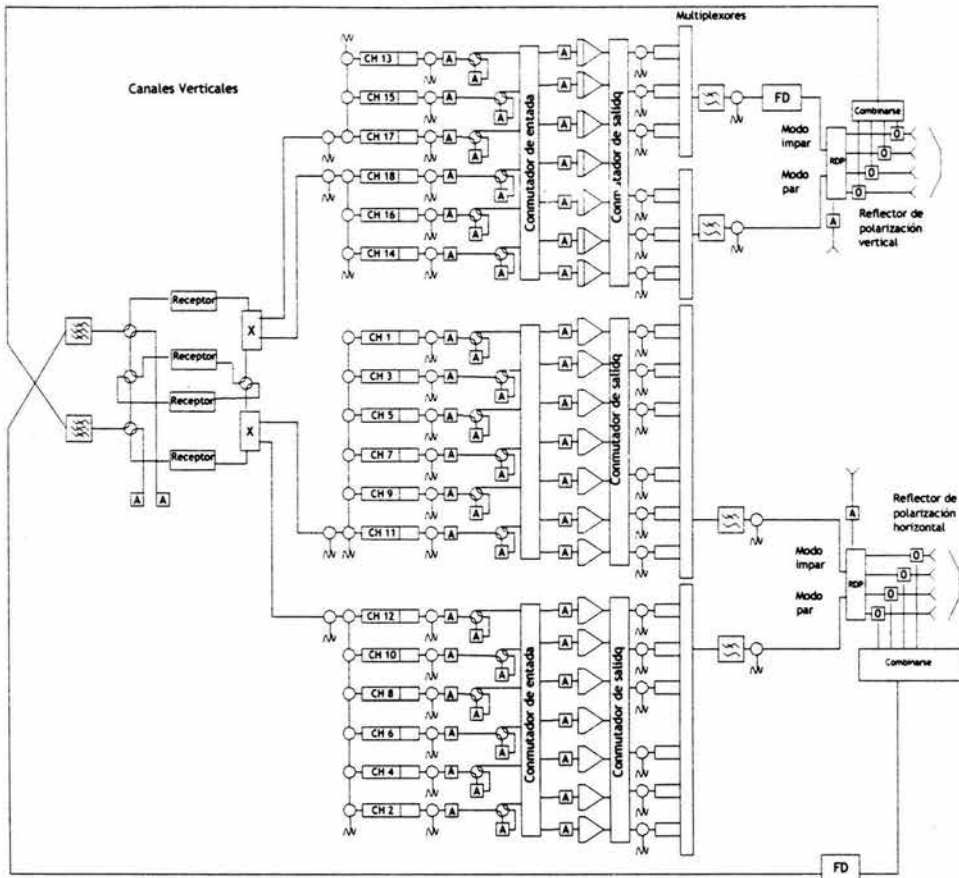 Multiplexores
Canales Verticales
CH 13
A
A
CH 15
A
A
CH 17
A
A
CH 18
A
A
CH 16
A
A
CH 14
A
A
Conmutador de entada
A
A
A
A
A
A
A
Conmutador de salidq
FD
Modo
impar
Modo
par
RDP
A
Combinarse
O
O
O
O
Reflector de
polarización
vertical
Receptor
Receptor
Receptor
Receptor
X
X
A
A
CH 1
A
A
CH 3
A
A
CH 5
A
A
CH 7
A
A
CH 9
A
A
CH 11
A
A
Conmutador de entada
A
A
A
A
A
A
A
Conmutador de salidq
Reflector de
polarización
horizontal
A
Modo
impar
Modo
par
RDP
O
O
O
O
Combinarse
CH 12
A
A
CH 10
A
A
CH 8
A
A
CH 6
A
A
CH 4
A
A
CH 2
A
A
Conmutador de entada
A
A
A
A
A
A
A
Conmutador de salidq
FD